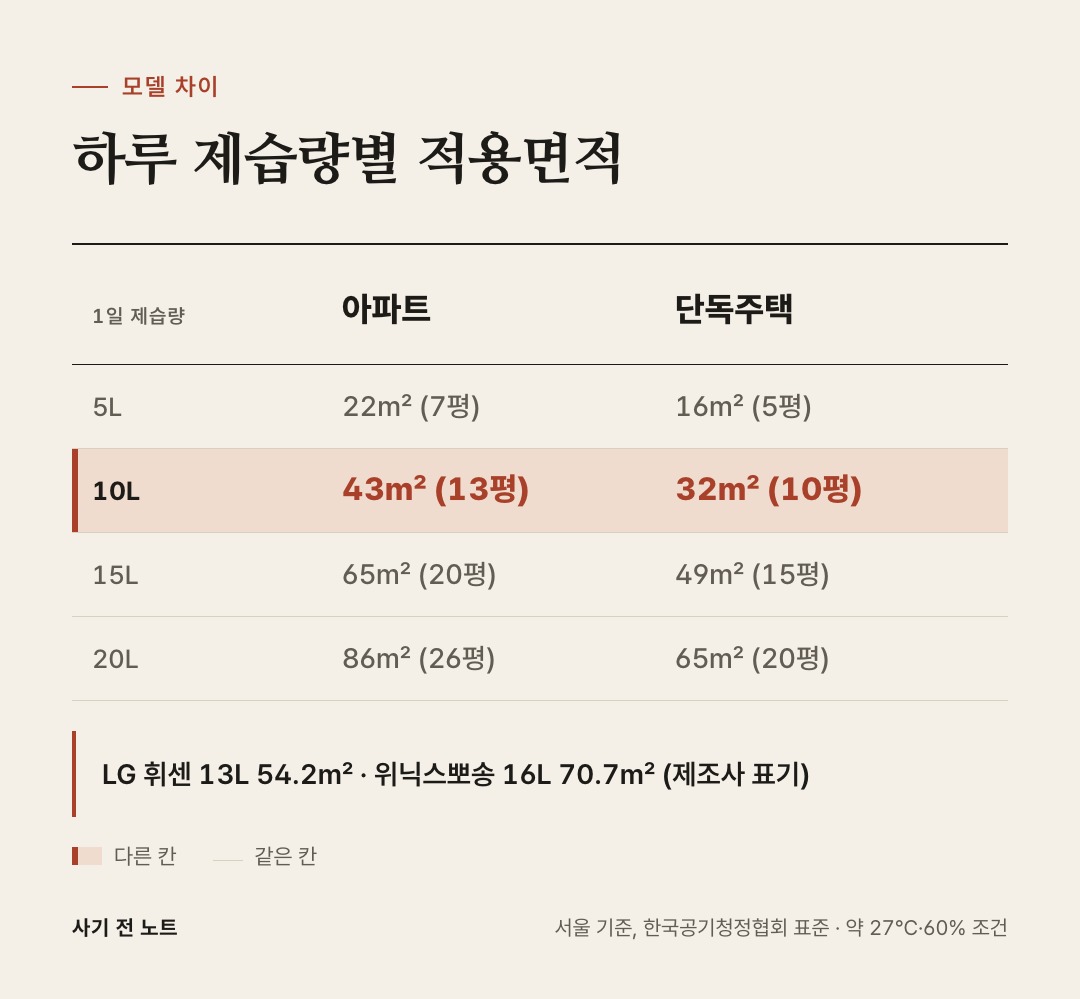 모델 차이
하루 제습량별 적용면적
1일 제습량 아파트 단독주택
5L 22m² (7평) 16m² (5평)
10L 43m² (13평) 32m² (10평)
15L 65m² (20평) 49m² (15평)
20L 86m² (26평) 65m² (20평)
LG 휘센 13L 54.2m² · 위닉스뽀송 16L 70.7m² (제조사 표기)
다른 칸 같은 칸
사기 전 노트 서울 기준, 한국공기청정협회 표준 · 약 27°C·60% 조건